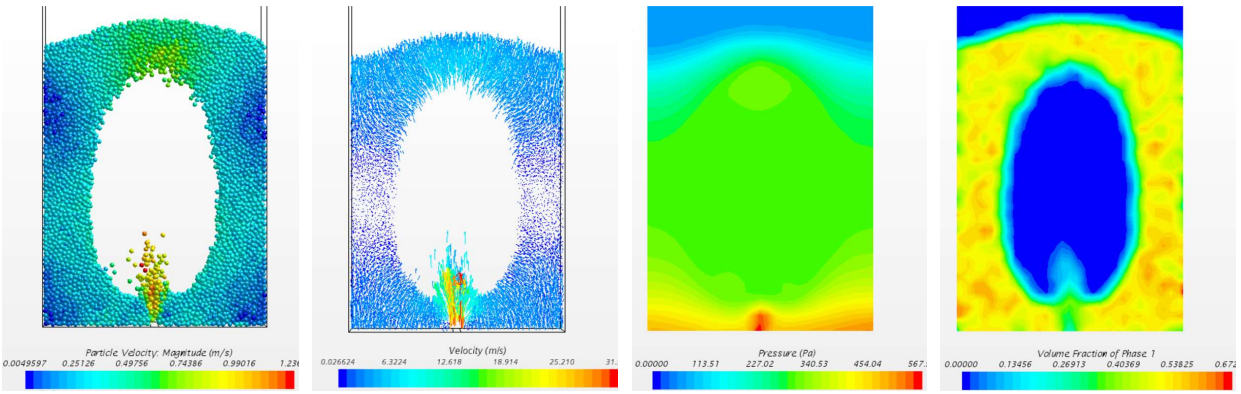 Particle Velocity: Magnitude (m/s)
0.0049597 0.25126 0.49756 0.74386 0.99016 1.236
Velocity (m/s)
0.026624 6.3224 12.618 18.914 25.210 31.
Pressure (Pa)
0.00000 113.51 227.02 340.53 454.04 567.
Volume Fraction of Phase 1
0.00000 0.13456 0.26913 0.40369 0.53825 0.672